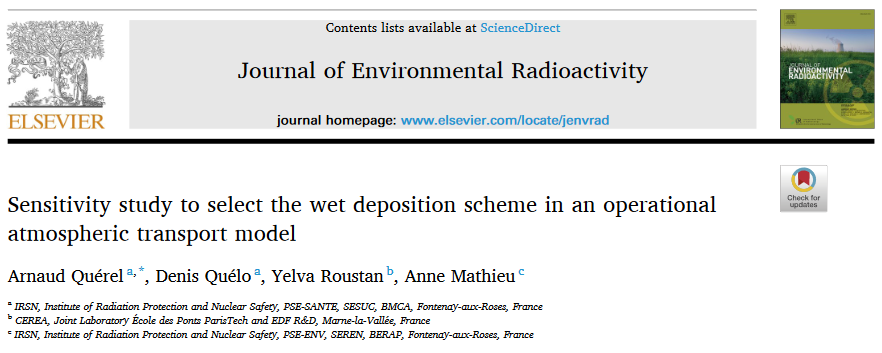 Contents lists available at ScienceDirect
Journal of Environmental Radioactivity
journal homepage: www.elsevier.com/locate/jenvrad
ELSEVIER
JOURNAL OF
ENVIRONMENTAL
RADIOACTIVITY
Check for
updates
Sensitivity study to select the wet deposition scheme in an operational
atmospheric transport model
Arnaud Quérel a,*, Denis Quélo a, Yelva Roustan b, Anne Mathieu c
a IRSN, Institute of Radiation Protection and Nuclear Safety, PSE-SANTE, SESUC, BMCA, Fontenay-aux-Roses, France
b CEREA, Joint Laboratory École des Ponts ParisTech and EDF R&D, Marne-la-Vallée, France
c IRSN, Institute of Radiation Protection and Nuclear Safety, PSE-ENV, SEREN, BERAP, Fontenay-aux-Roses, France